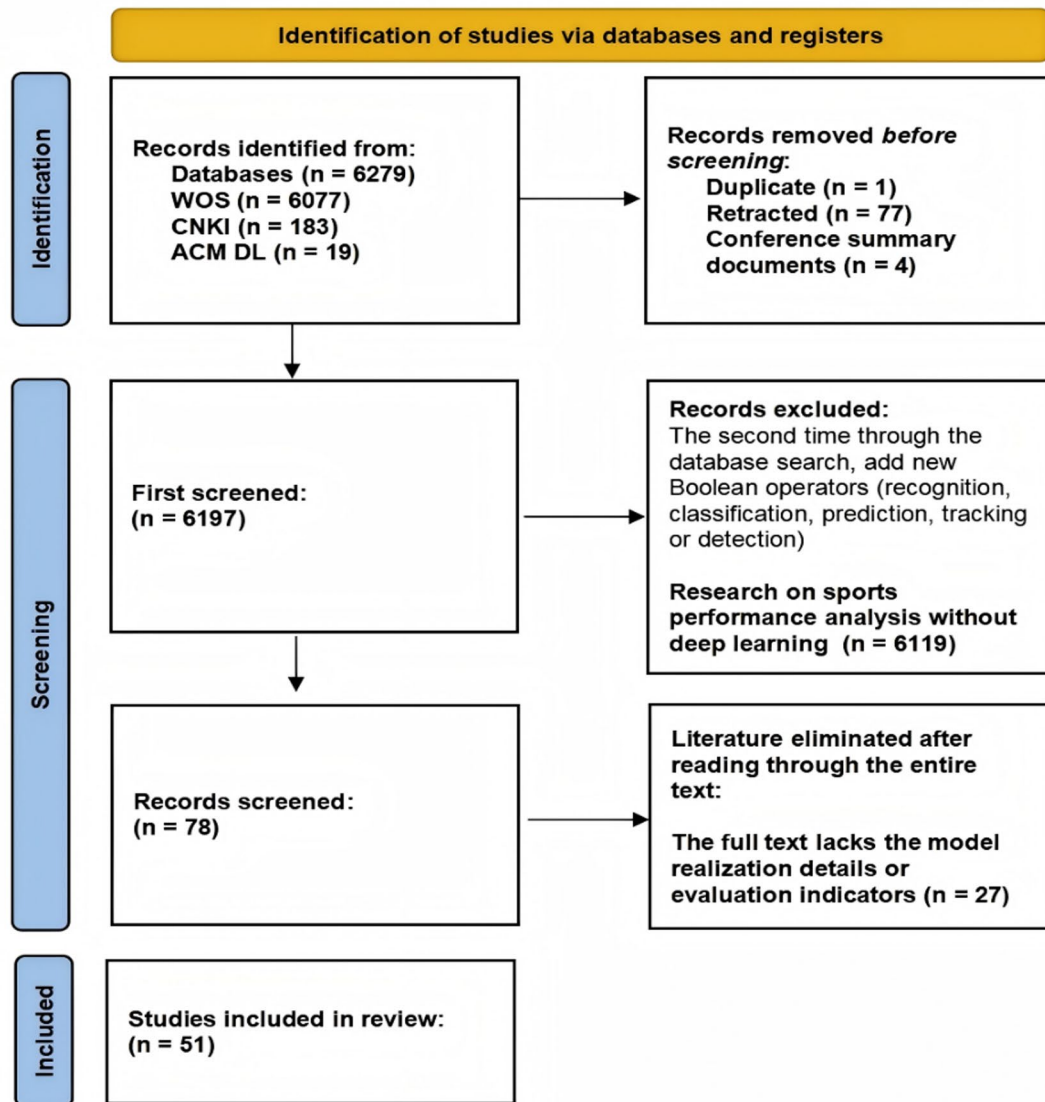 Identification of studies via databases and registers
Identification
Records identified from:
Databases (n = 6279)
WOS (n = 6077)
CNKI (n = 183)
ACM DL (n = 19)
Records removed before
screening:
Duplicate (n = 1)
Retracted (n = 77)
Conference summary
documents (n = 4)
Screening
First screened:
(n = 6197)
Records excluded:
The second time through the
database search, add new
Boolean operators (recognition,
classification, prediction, tracking
or detection)
Research on sports
performance analysis without
deep learning (n = 6119)
Records screened:
(n = 78)
Literature eliminated after
reading through the entire
text:
The full text lacks the model
realization details or
evaluation indicators (n = 27)
Included
Studies included in review:
(n = 51)